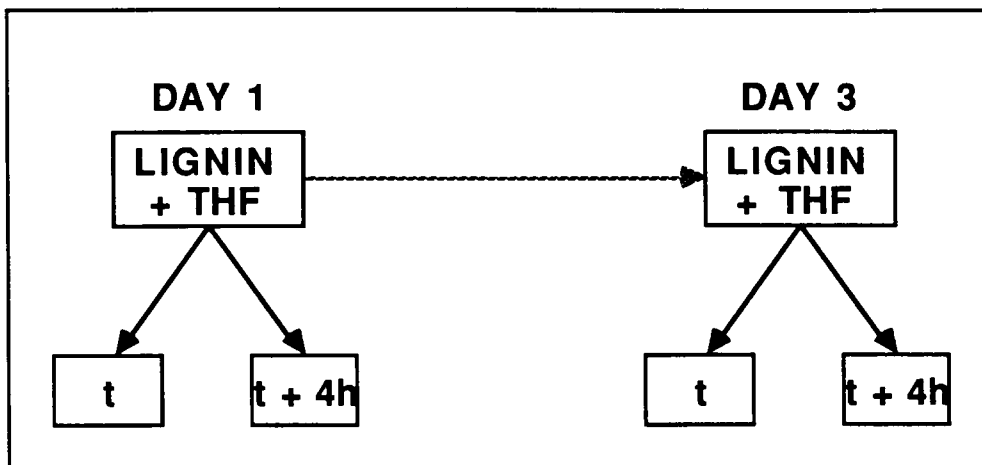 DAY 1
LIGNIN
+ THF
t
t + 4h
DAY 3
LIGNIN
+ THF
t
t + 4h